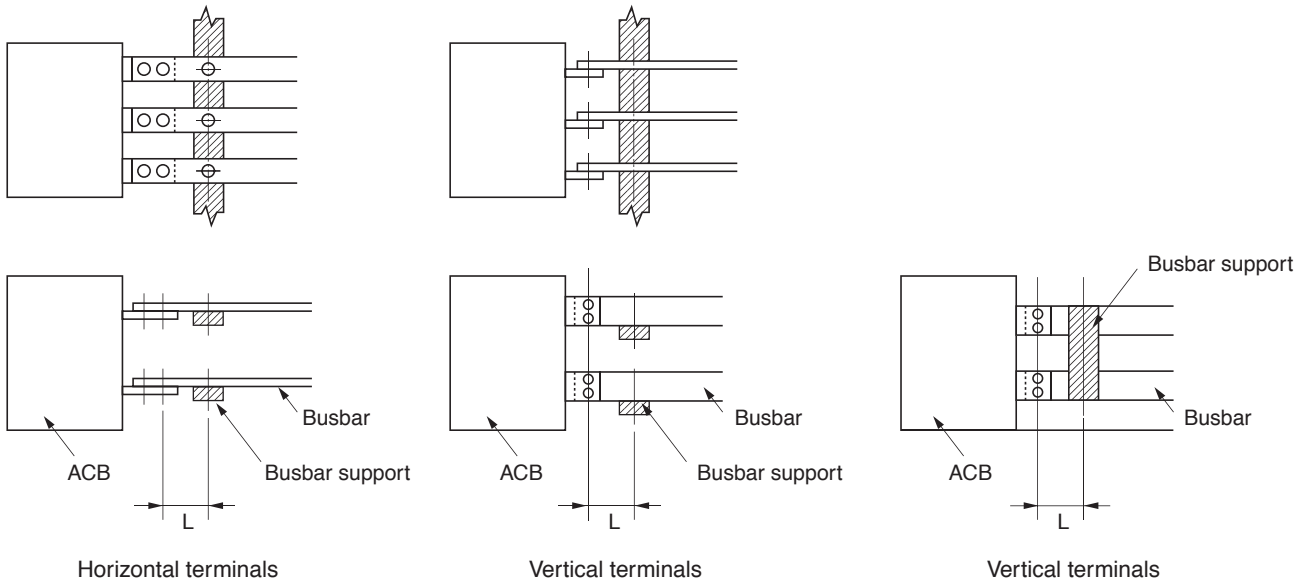 Busbar support
Busbar
ACB
Busbar support
L
Horizontal terminals
Busbar
ACB
Busbar support
L
Vertical terminals
Busbar
ACB
L
Vertical terminals